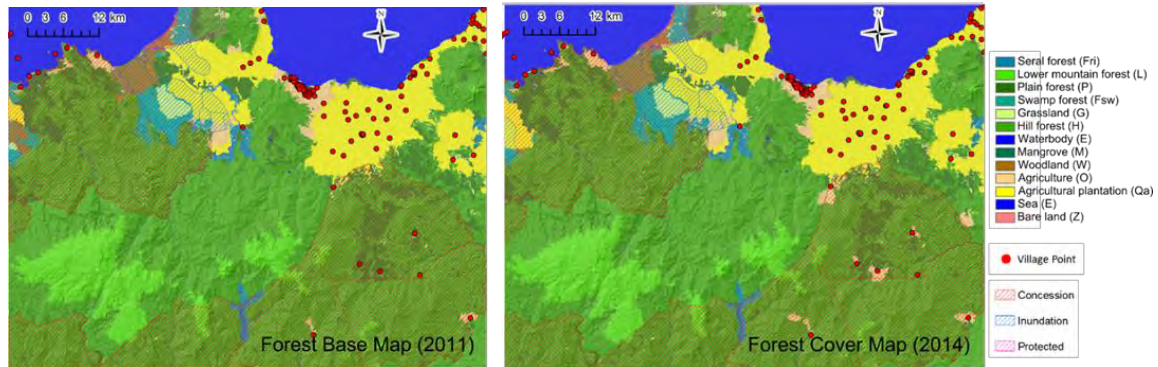 0 3 6 12 km
N
Forest Base Map (2011)
0 3 6 12 km
N
Forest Cover Map (2014)
Seral forest (Fri)
Lower mountain forest (L)
Plain forest (P)
Swamp forest (Fsw)
Grassland (G)
Hill forest (H)
Waterbody (E)
Mangrove (M)
Woodland (W)
Agriculture (O)
Agricultural plantation (Qa)
Sea (E)
Bare land (Z)
Village Point
Concession
Inundation
Protected